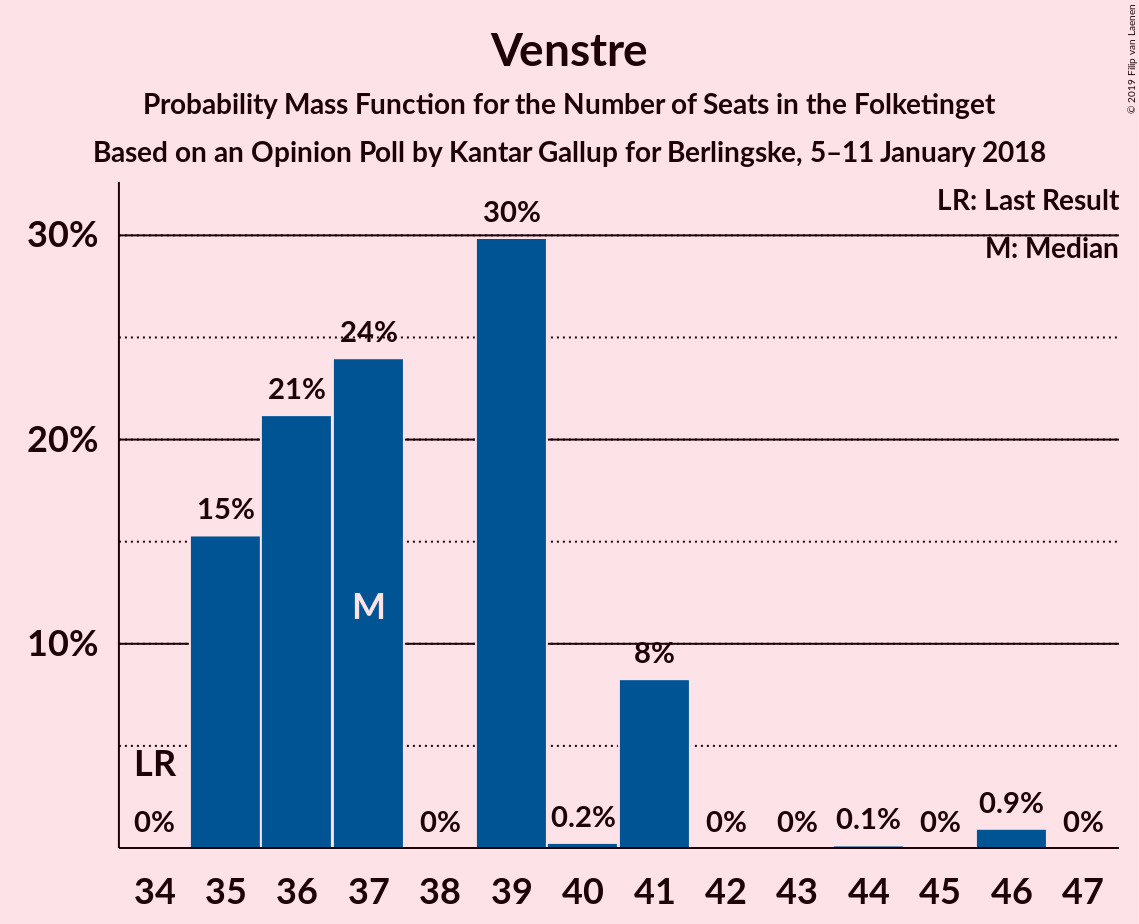 Venstre
Probability Mass Function for the Number of Seats in the Folketinget
Based on an Opinion Poll by Kantar Gallup for Berlingske, 5–11 January 2018
© 2019 Filip van Laenen
LR: Last Result
M: Median
30%
20%
10%
LR
0%
15%
21%
24%
M
0%
30%
0.2%
8%
0%
0%
0.1%
0%
0.9%
0%
34 35 36 37 38 39 40 41 42 43 44 45 46 47